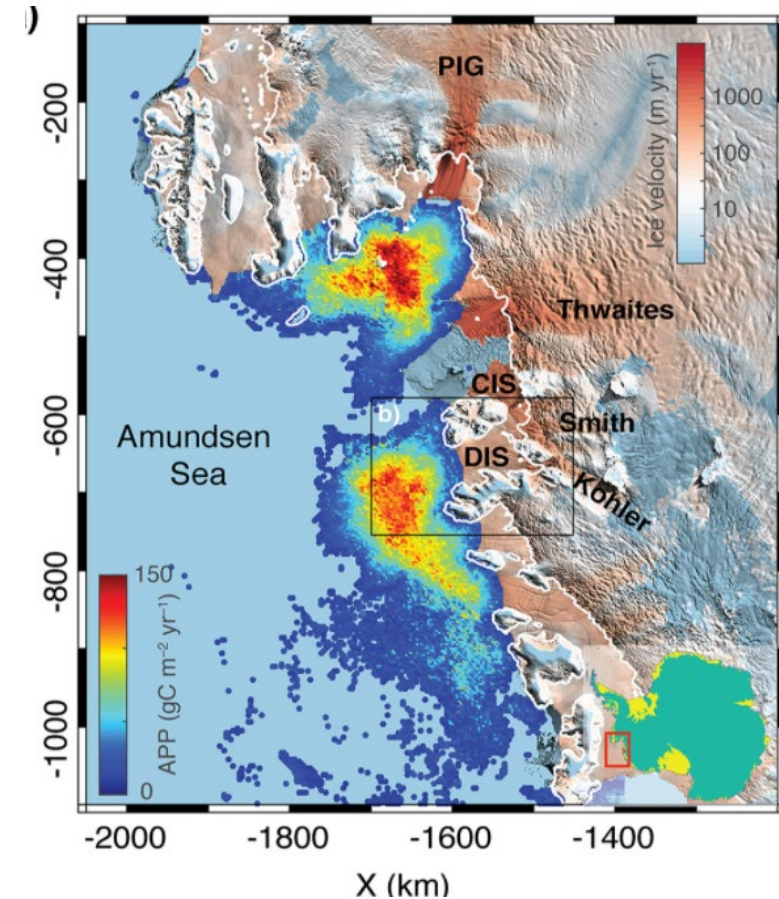 )
PIG
-200
-400
-600
-800
-1000
Ice velocity (m yr⁻¹)
1000
100
10
Thwaites
CIS
b)
Smith
DIS
Köhler
Amundsen
Sea
150
APP (gC m⁻² yr⁻¹)
0
-2000
-1800
-1600
-1400
X (km)